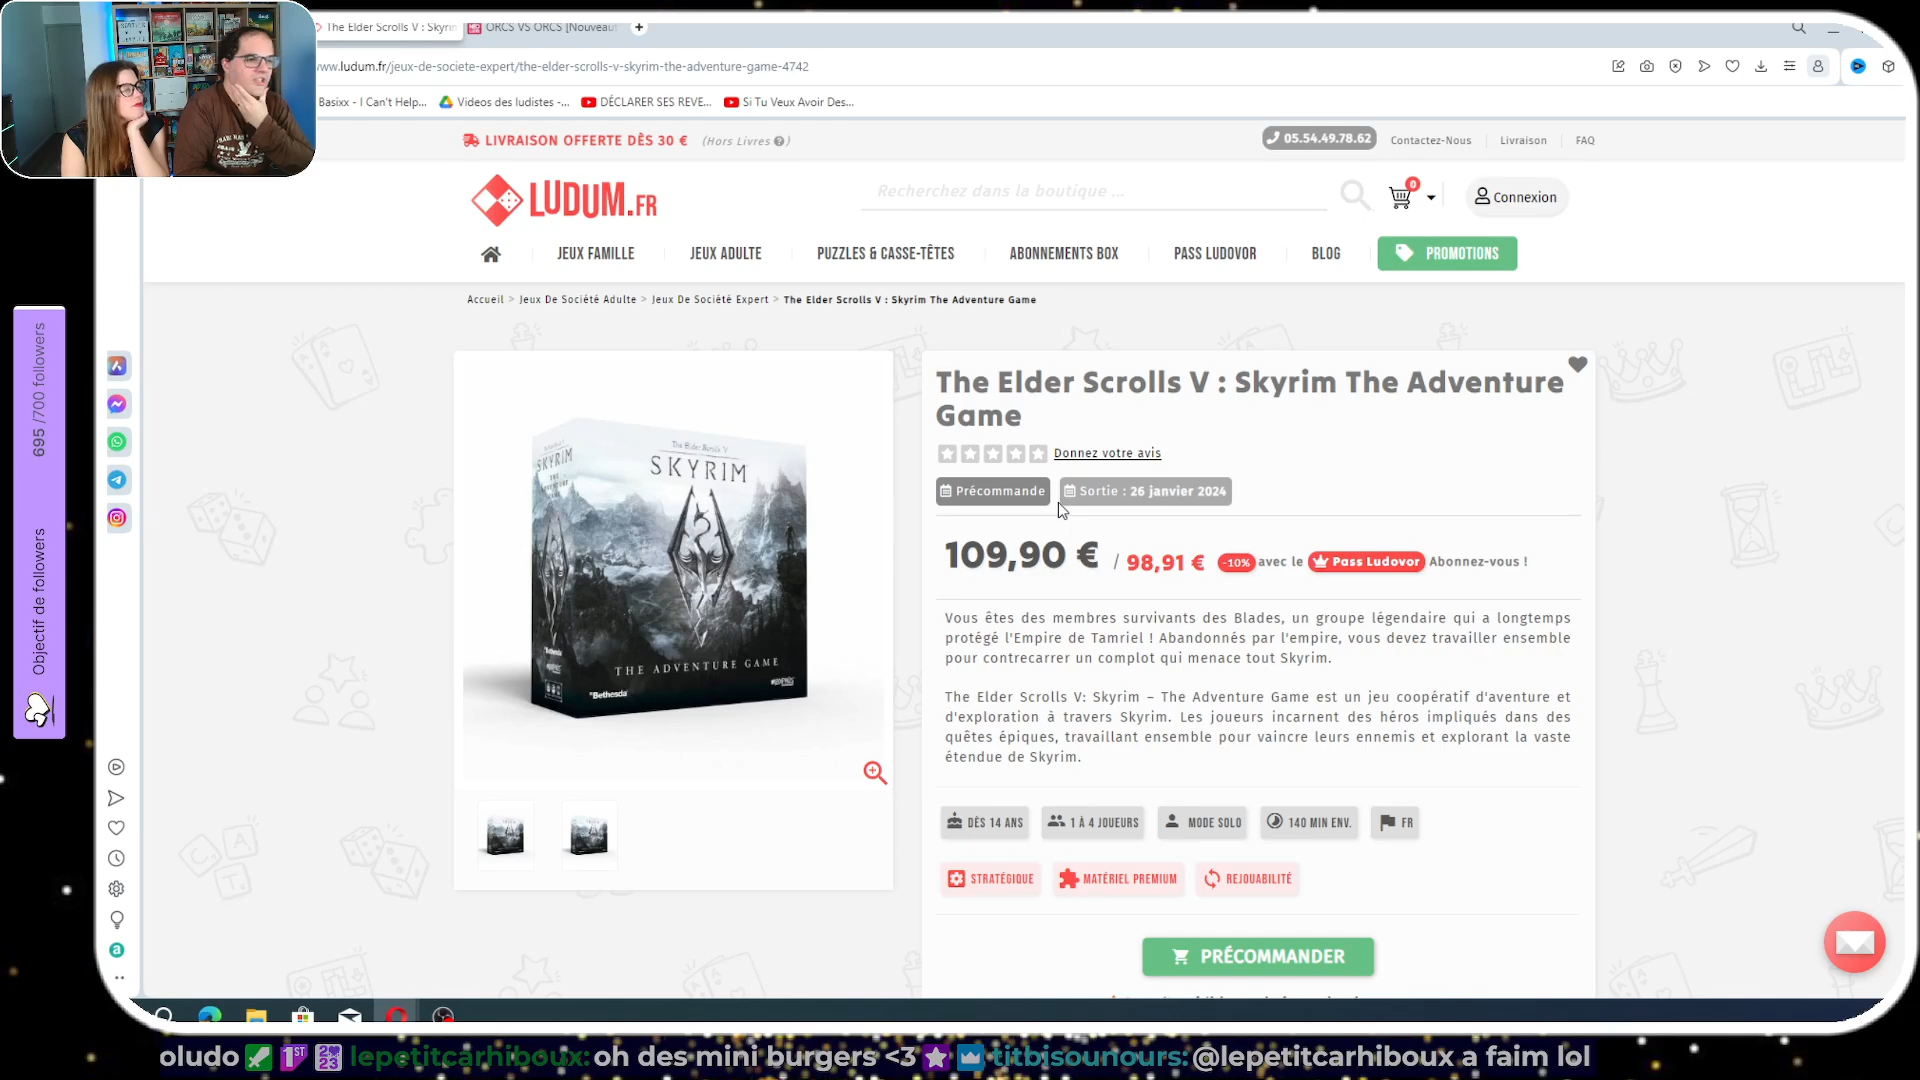 The Elder Scrolls V : Skyrin
ORCS VS ORCS [Nouveaut
www.ludum.fr/jeux-de-societe-expert/the-elder-scrolls-v-skyrim-the-adventure-game-4742
Basixx - I Can't Help...
Videos des ludistes -...
DÉCLARER SES REVE...
Si Tu Veux Avoir Des...
LIVRAISON OFFERTE DÈS 30 €
(Hors Livres)
05.54.49.78.62
Contactez-Nous
Livraison
FAQ
LUDUM.FR
Recherchez dans la boutique ...
0
Connexion
JEUX FAMILLE
JEUX ADULTE
PUZZLES & CASSE-TÊTES
ABONNEMENTS BOX
PASS LUDOVOR
BLOG
PROMOTIONS
Accueil > Jeux De Société Adulte > Jeux De Société Expert > The Elder Scrolls V : Skyrim The Adventure Game
The Elder Scrolls V
SKYRIM
THE ADVENTURE GAME
Bethesda
SKYRIM
The Elder Scrolls V : Skyrim The Adventure
Game
Donnez votre avis
Précommande
Sortie : 26 janvier 2024
109,90 € / 98,91 € -10% avec le Pass Ludovor Abonnez-vous !
Vous êtes des membres survivants des Blades, un groupe légendaire qui a longtemps
protégé l'Empire de Tamriel ! Abandonnés par l'empire, vous devez travailler ensemble
pour contrecarrer un complot qui menace tout Skyrim.
The Elder Scrolls V: Skyrim – The Adventure Game est un jeu coopératif d'aventure et
d'exploration à travers Skyrim. Les joueurs incarnent des héros impliqués dans des
quêtes épiques, travaillant ensemble pour vaincre leurs ennemis et explorant la vaste
étendue de Skyrim.
DÈS 14 ANS
1 À 4 JOUEURS
MODE SOLO
140 MIN ENV.
FR
STRATÉGIQUE
MATÉRIEL PREMIUM
REJOUABILITÉ
PRÉCOMMANDER
Objectif de followers
695 /700 followers
oludo 1ST 2023 lepetitcarhiboux: oh des mini burgers <3 titbisounours: @lepetitcarhiboux a faim lol